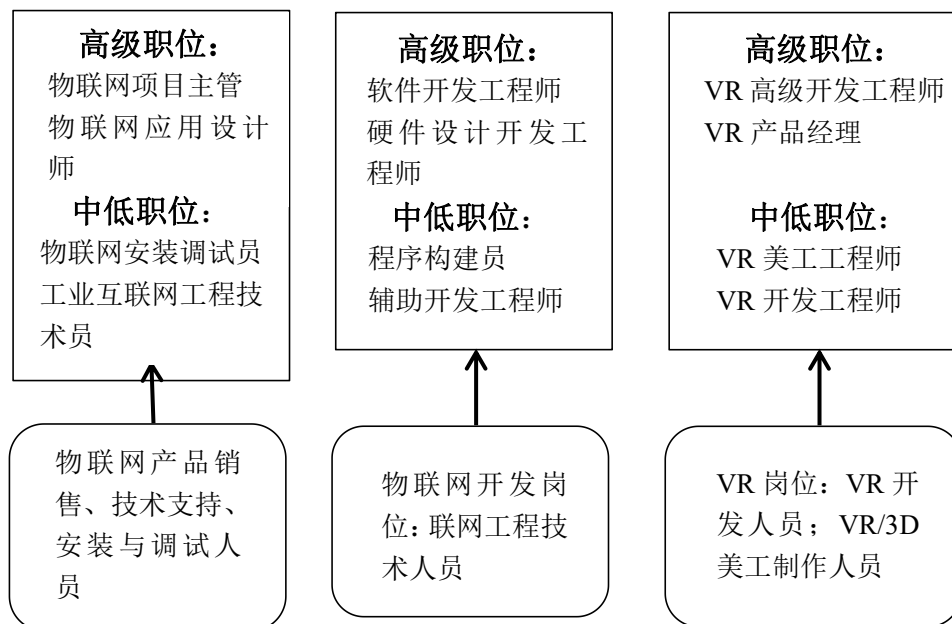 高级职位：
物联网项目主管
物联网应用设计
师
中低职位：
物联网安装调试员
工业互联网工程技
术员
高级职位：
软件开发工程师
硬件设计开发工
程师
中低职位：
程序构建员
辅助开发工程师
高级职位：
VR 高级开发工程师
VR 产品经理
中低职位：
VR 美工工程师
VR 开发工程师
物联网产品销
售、技术支持、
安装与调试人
员
物联网开发岗
位：联网工程技
术人员
VR 岗位：VR 开
发人员；VR/3D
美工制作人员